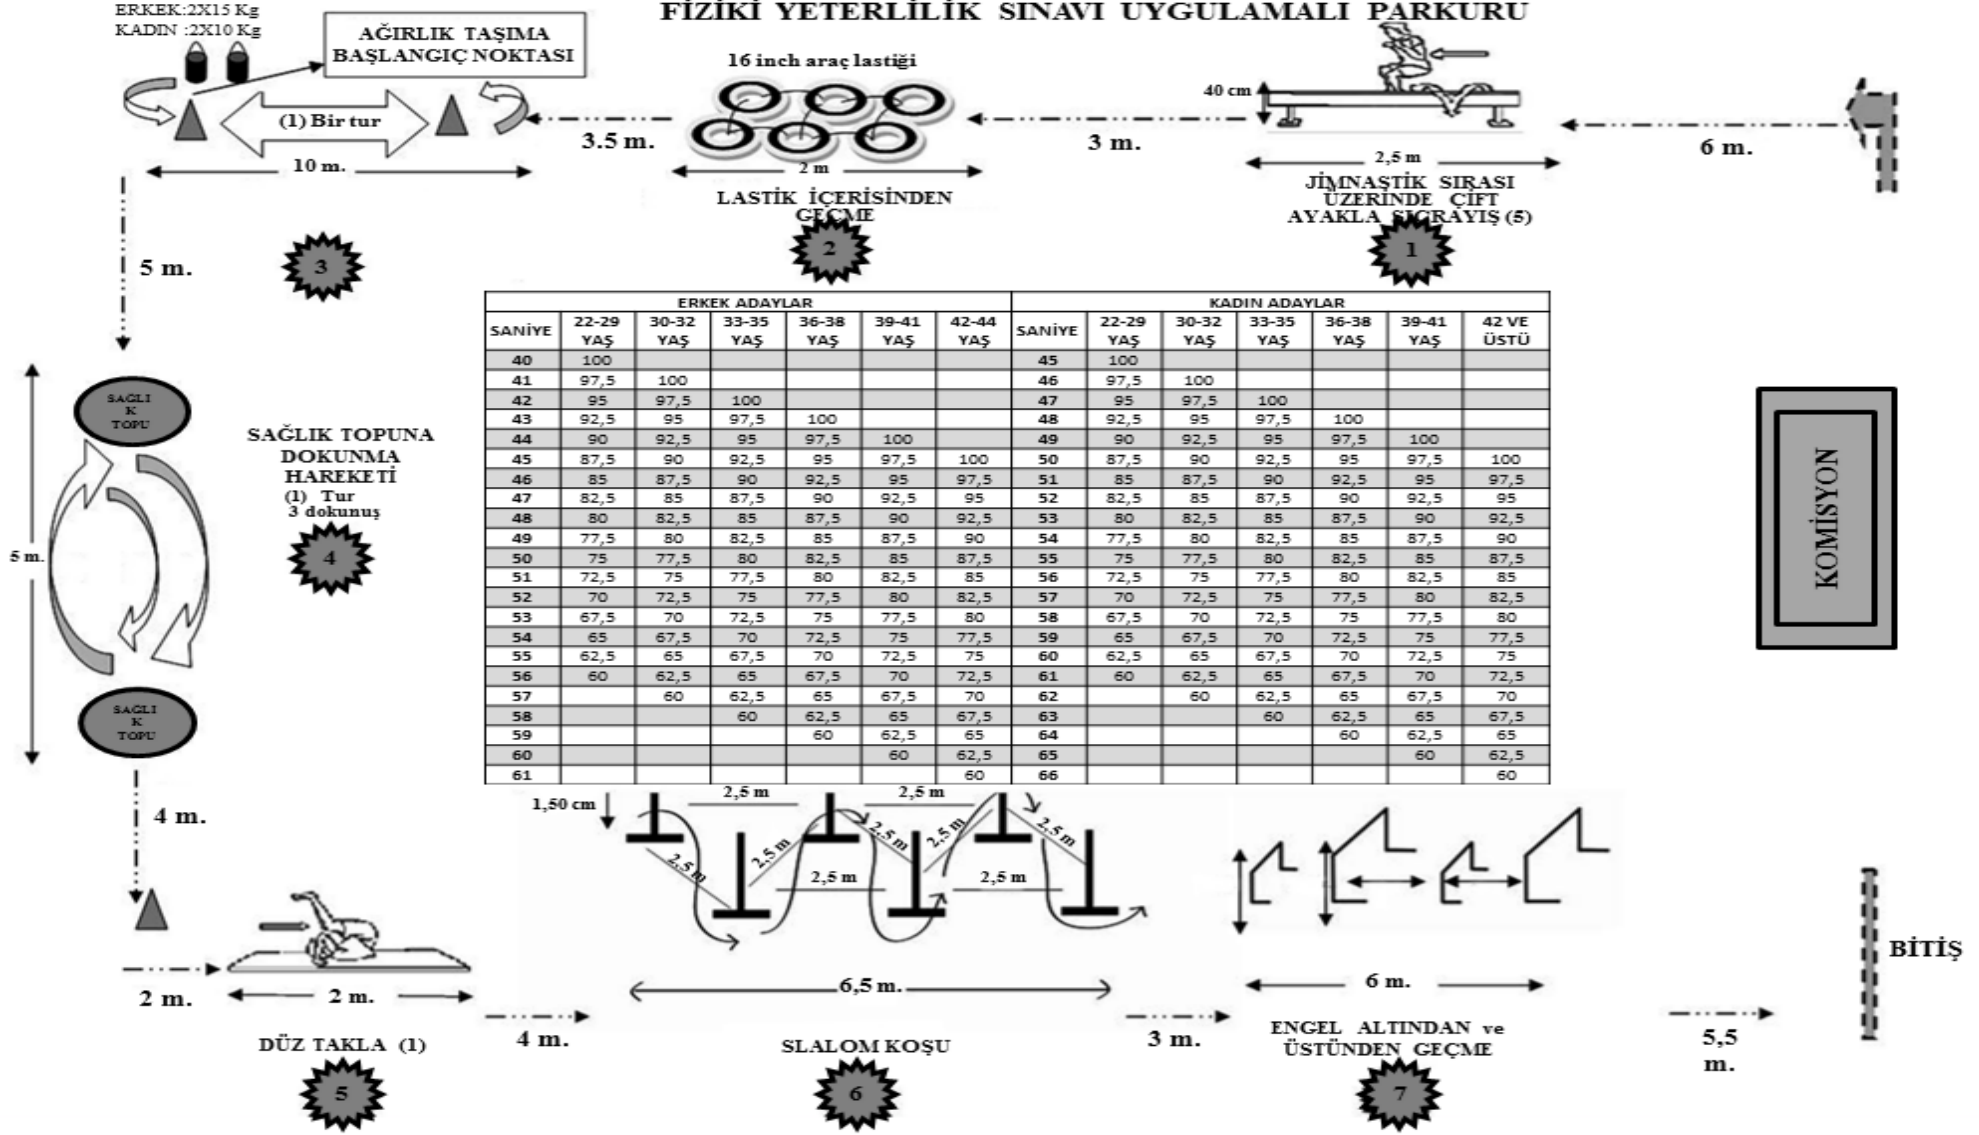 FİZİKİ YETERLİLİK SINAVI UYGULAMALI PARKURU
ERKEK:2X15 Kg
KADIN :2X10 Kg
AĞIRLIK TAŞIMA
BAŞLANGIÇ NOKTASI
(1) Bir tur
10 m.
3
3.5 m.
16 inch araç lastiği
2 m
LASTİK İÇERİSİNDEN
GEÇME
2
3 m.
40 cm
2,5 m
JİMNASTİK SIRASI
ÜZERİNDE ÇİFT
AYAKLA SIÇRAYIŞ (5)
1
6 m.
5 m.
SAĞLI
K
TOPU
5 m.
SAĞLIK TOPUNA
DOKUNMA
HAREKETİ
(1) Tur
3 dokunuş
4
SAĞLI
K
TOPU
ERKEK ADAYLAR KADIN ADAYLAR
SANİYE 22-29 YAŞ 30-32 YAŞ 33-35 YAŞ 36-38 YAŞ 39-41 YAŞ 42-44 YAŞ SANİYE 22-29 YAŞ 30-32 YAŞ 33-35 YAŞ 36-38 YAŞ 39-41 YAŞ 42 VE ÜSTÜ
40 100 45 100
41 97,5 100 46 97,5 100
42 95 97,5 100 47 95 97,5 100
43 92,5 95 97,5 100 48 92,5 95 97,5 100
44 90 92,5 95 97,5 100 49 90 92,5 95 97,5 100
45 87,5 90 92,5 95 97,5 100 50 87,5 90 92,5 95 97,5 100
46 85 87,5 90 92,5 95 97,5 51 85 87,5 90 92,5 95 97,5
47 82,5 85 87,5 90 92,5 95 52 82,5 85 87,5 90 92,5 95
48 80 82,5 85 87,5 90 92,5 53 80 82,5 85 87,5 90 92,5
49 77,5 80 82,5 85 87,5 90 54 77,5 80 82,5 85 87,5 90
50 75 77,5 80 82,5 85 87,5 55 75 77,5 80 82,5 85 87,5
51 72,5 75 77,5 80 82,5 85 56 72,5 75 77,5 80 82,5 85
52 70 72,5 75 77,5 80 82,5 57 70 72,5 75 77,5 80 82,5
53 67,5 70 72,5 75 77,5 80 58 67,5 70 72,5 75 77,5 80
54 65 67,5 70 72,5 75 77,5 59 65 67,5 70 72,5 75 77,5
55 62,5 65 67,5 70 72,5 75 60 62,5 65 67,5 70 72,5 75
56 60 62,5 65 67,5 70 72,5 61 60 62,5 65 67,5 70 72,5
57 60 62,5 65 67,5 70 62 60 62,5 65 67,5 70
58 60 62,5 65 67,5 63 60 62,5 65 67,5
59 60 62,5 65 64 60 62,5 65
60 60 62,5 65 60 62,5
61 60 66 60
KOMİSYON
4 m.
2 m.
2 m.
DÜZ TAKLA (1)
5
4 m.
1,50 cm
2,5 m
2,5 m
2,5 m
2,5 m
2,5 m
2,5 m
2,5 m
2,5 m
2,5 m
6,5 m.
SLALOM KOŞU
6
3 m.
6 m.
ENGEL ALTINDAN ve
ÜSTÜNDEN GEÇME
7
5,5
m.
BİTİŞ